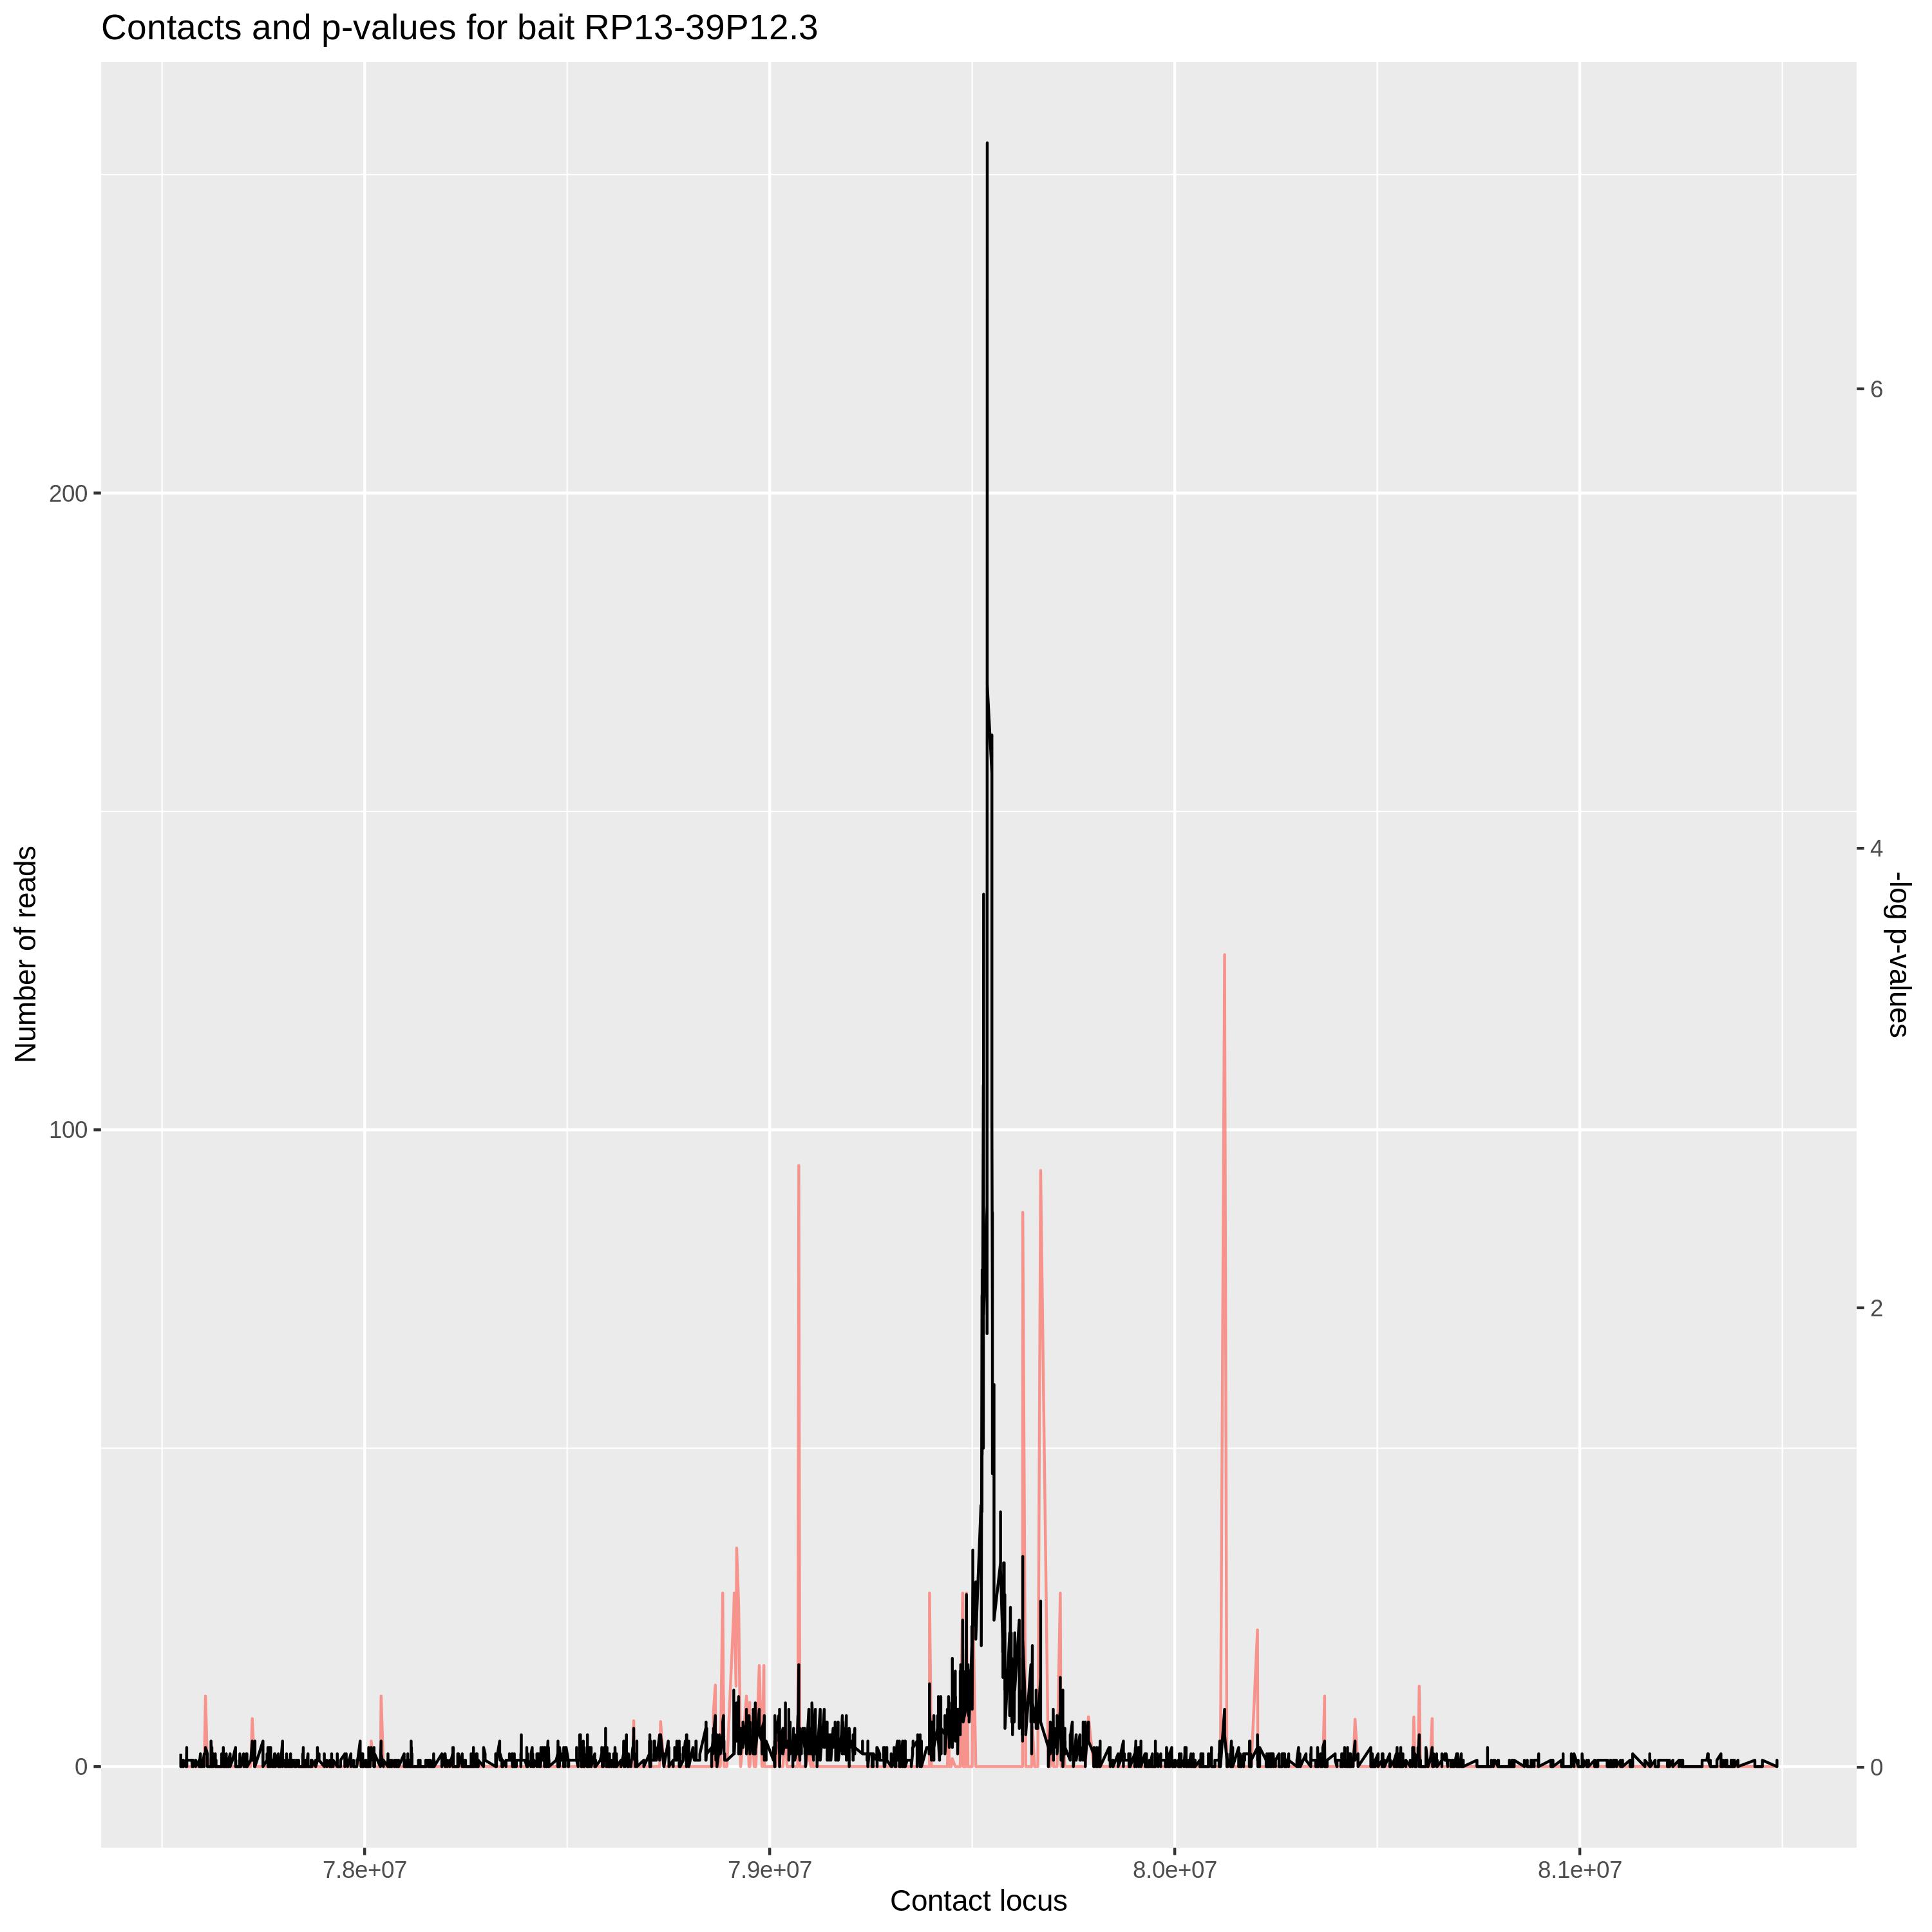 Contacts and p-values for bait RP13-39P12.3
Number of reads
200
100
0
6
4
2
0
-log p-values
7.8e+07
7.9e+07
8.0e+07
8.1e+07
Contact locus